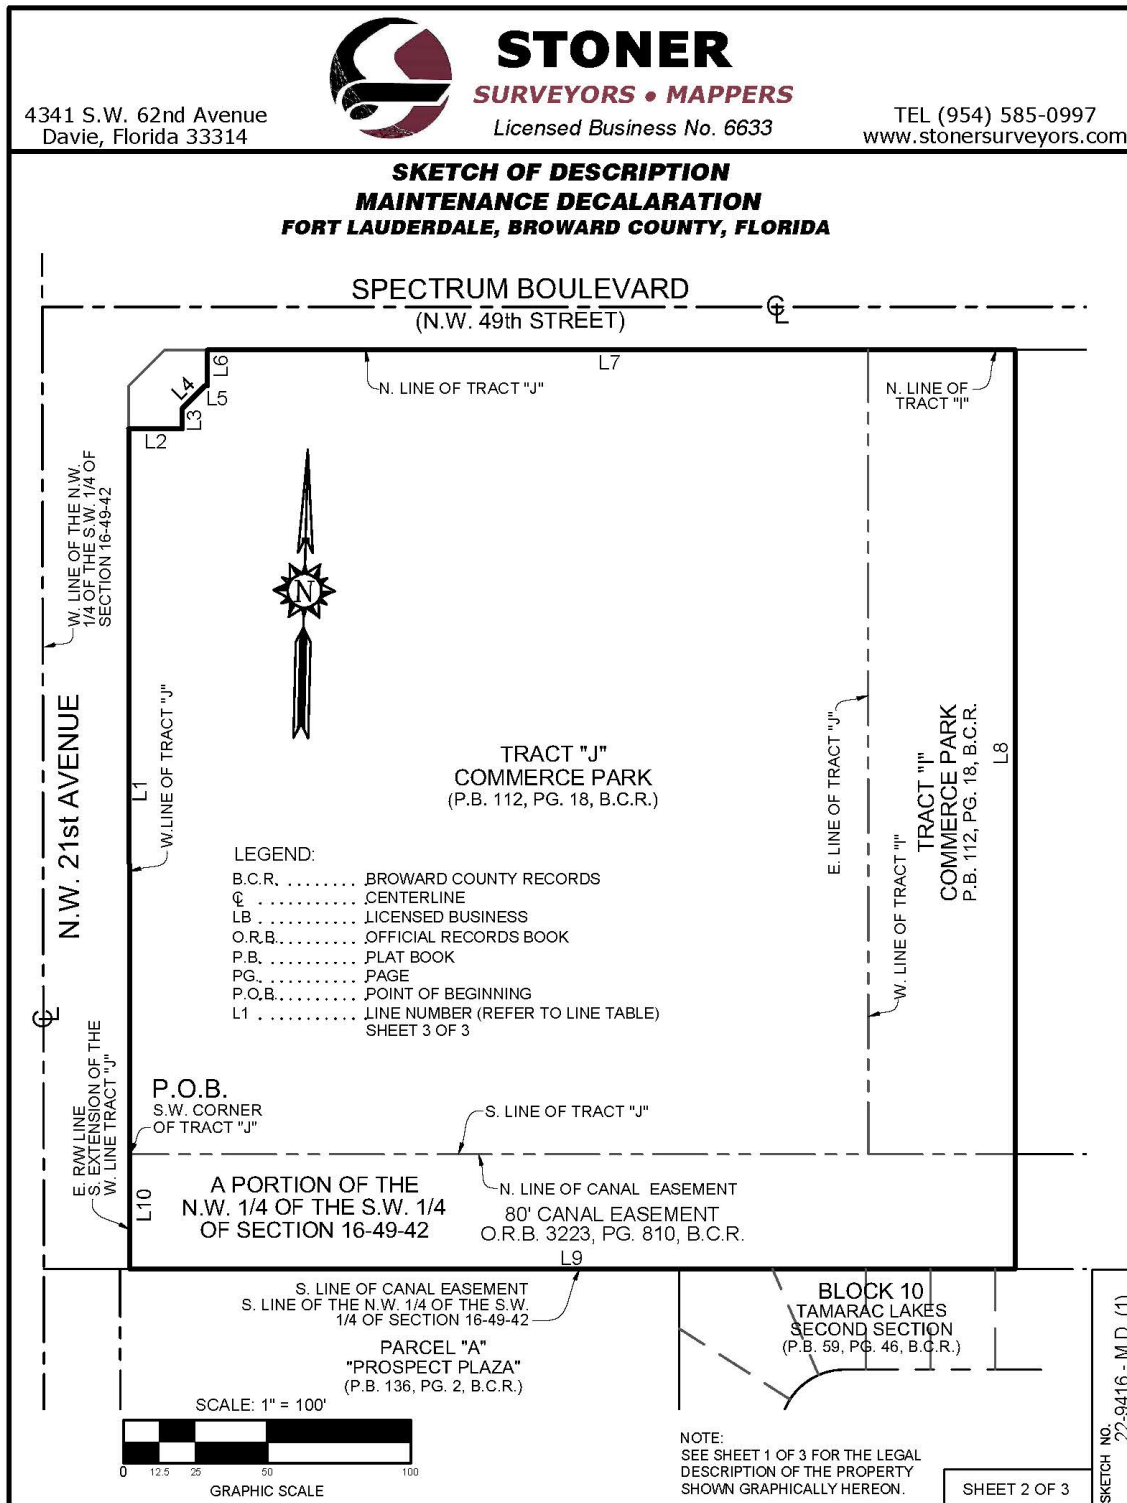 STONER
SURVEYORS • MAPPERS
Licensed Business No. 6633
4341 S.W. 62nd Avenue
Davie, Florida 33314
TEL (954) 585-0997
www.stonersurveyors.com
SKETCH OF DESCRIPTION
MAINTENANCE DECALARATION
FORT LAUDERDALE, BROWARD COUNTY, FLORIDA
SPECTRUM BOULEVARD
(N.W. 49th STREET)
℄
L6
L7
L4
L5
L3
L2
N. LINE OF TRACT "J"
N. LINE OF
TRACT "I"
W. LINE OF THE N.W.
1/4 OF THE S.W. 1/4 OF
SECTION 16-49-42
N
N.W. 21st AVENUE
L1
W.LINE OF TRACT "J"
TRACT "J"
COMMERCE PARK
(P.B. 112, PG. 18, B.C.R.)
E. LINE OF TRACT "J"
W. LINE OF TRACT "I"
TRACT "I"
COMMERCE PARK
P.B. 112, PG. 18, B.C.R.
L8
LEGEND:
B.C.R. . . . . . . . . . BROWARD COUNTY RECORDS
℄ . . . . . . . . . . CENTERLINE
LB . . . . . . . . . . LICENSED BUSINESS
O.R.B. . . . . . . . . . OFFICIAL RECORDS BOOK
P.B. . . . . . . . . . PLAT BOOK
PG. . . . . . . . . . PAGE
P.O.B. . . . . . . . . . POINT OF BEGINNING
L1 . . . . . . . . . . LINE NUMBER (REFER TO LINE TABLE)
SHEET 3 OF 3
℄
E. R/W LINE
S. EXTENSION OF THE
W. LINE TRACT "J"
P.O.B.
S.W. CORNER
OF TRACT "J"
S. LINE OF TRACT "J"
L10
A PORTION OF THE
N.W. 1/4 OF THE S.W. 1/4
OF SECTION 16-49-42
N. LINE OF CANAL EASEMENT
80' CANAL EASEMENT
O.R.B. 3223, PG. 810, B.C.R.
L9
S. LINE OF CANAL EASEMENT
S. LINE OF THE N.W. 1/4 OF THE S.W.
1/4 OF SECTION 16-49-42
PARCEL "A"
"PROSPECT PLAZA"
(P.B. 136, PG. 2, B.C.R.)
BLOCK 10
TAMARAC LAKES
SECOND SECTION
(P.B. 59, PG. 46, B.C.R.)
SCALE: 1" = 100'
0 12.5 25 50 100
GRAPHIC SCALE
NOTE:
SEE SHEET 1 OF 3 FOR THE LEGAL
DESCRIPTION OF THE PROPERTY
SHOWN GRAPHICALLY HEREON.
SHEET 2 OF 3
SKETCH NO.
22-9416 - M.D. (1)